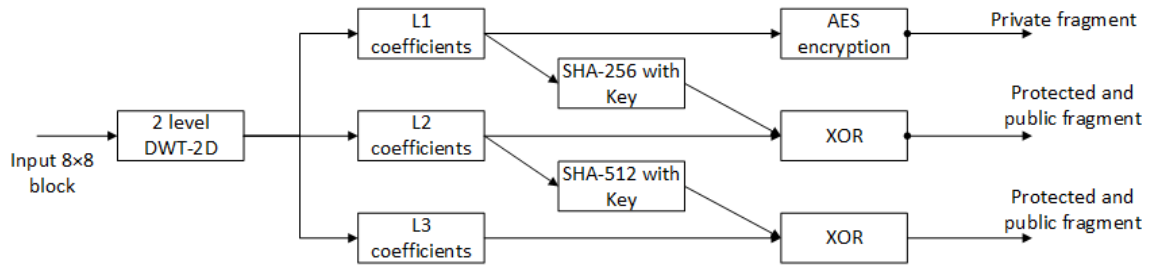 Input 8×8
block
2 level
DWT-2D
L1
coefficients
L2
coefficients
L3
coefficients
SHA-256 with
Key
SHA-512 with
Key
AES
encryption
XOR
XOR
Private fragment
Protected and
public fragment
Protected and
public fragment